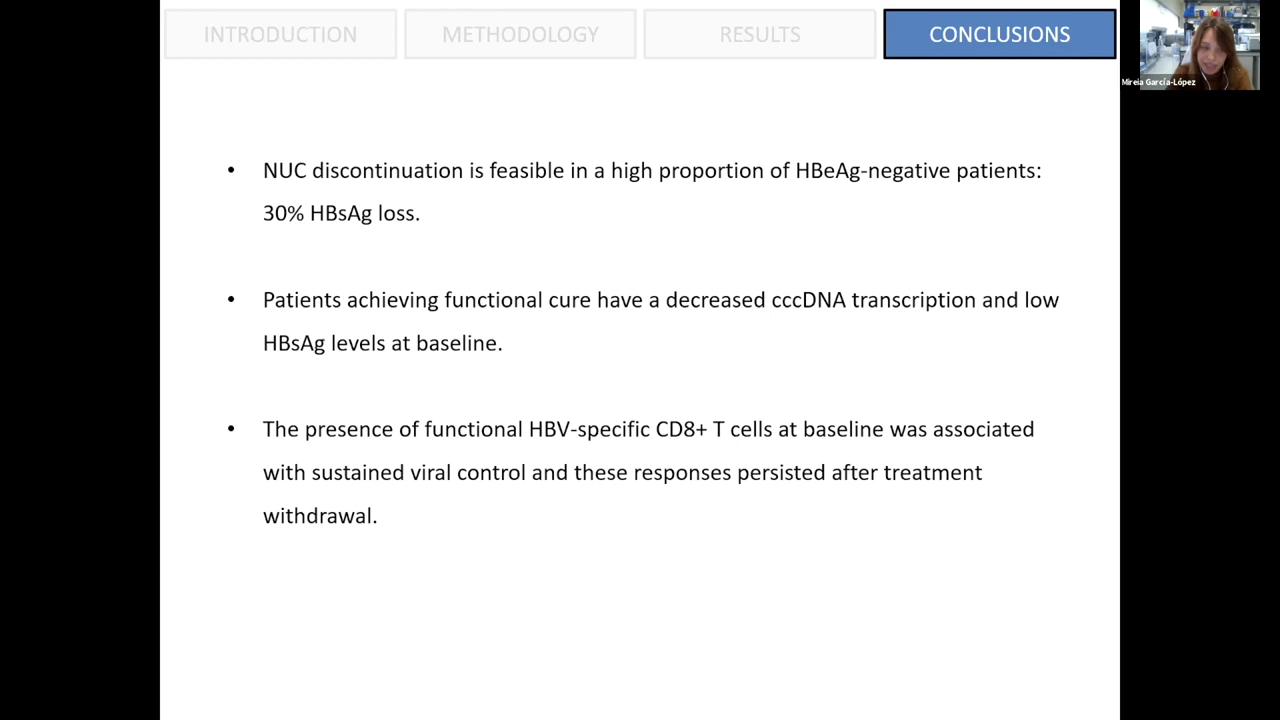 INTRODUCTION
METHODOLOGY
RESULTS
CONCLUSIONS
Mireia García-López
• NUC discontinuation is feasible in a high proportion of HBeAg-negative patients:
30% HBsAg loss.
• Patients achieving functional cure have a decreased cccDNA transcription and low
HBsAg levels at baseline.
• The presence of functional HBV-specific CD8+ T cells at baseline was associated
with sustained viral control and these responses persisted after treatment
withdrawal.